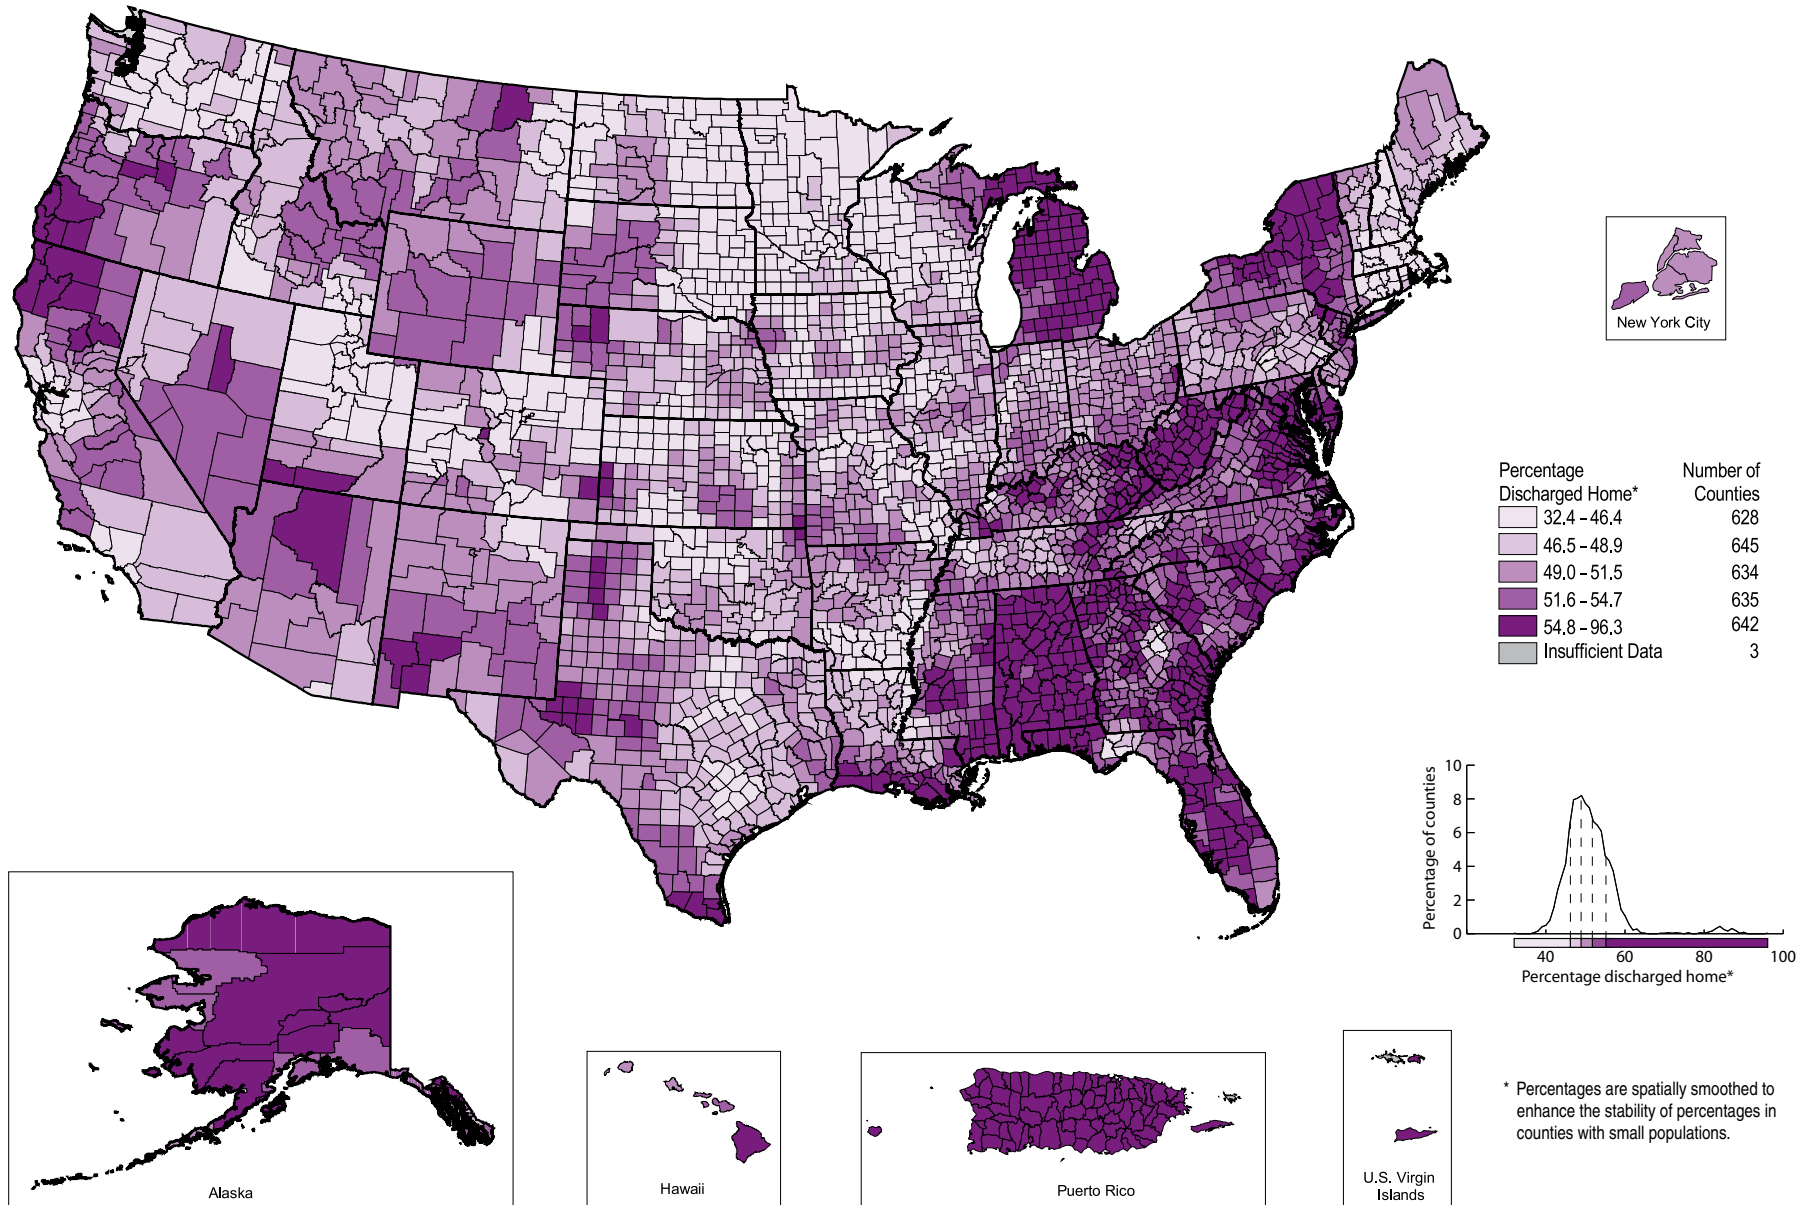 New York City
Percentage Number of
Discharged Home* Counties
32.4 – 46.4 628
46.5 – 48.9 645
49.0 – 51.5 634
51.6 – 54.7 635
54.8 – 96.3 642
Insufficient Data 3
Percentage of counties
10
8
6
4
2
0
40 60 80 100
Percentage discharged home*
* Percentages are spatially smoothed to
enhance the stability of percentages in
counties with small populations.
Alaska
Hawaii
Puerto Rico
U.S. Virgin
Islands